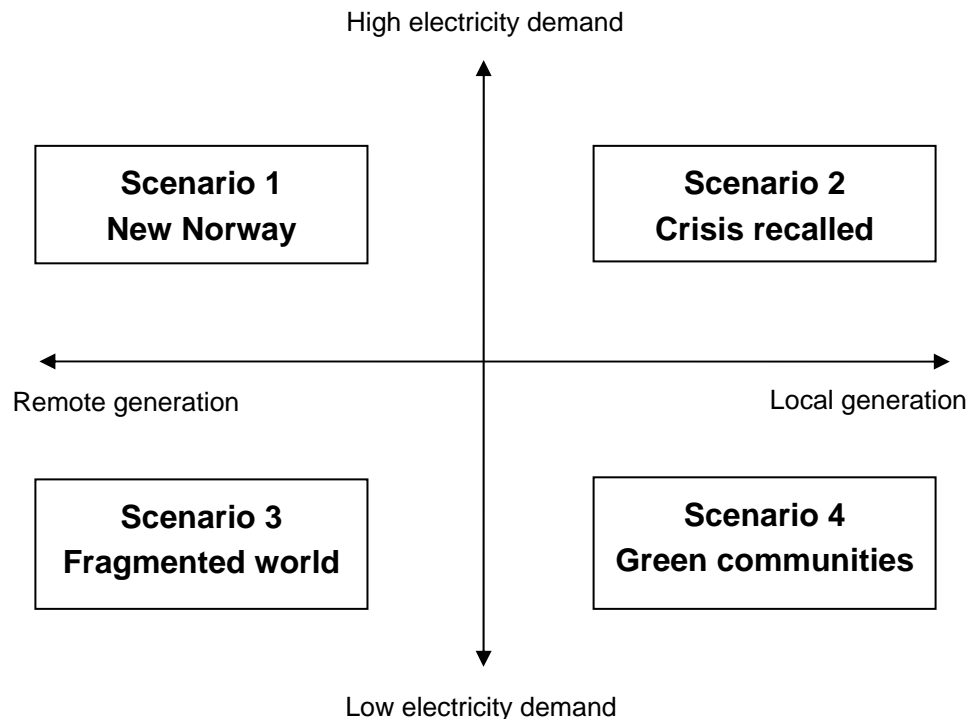 High electricity demand
Scenario 1
New Norway
Scenario 2
Crisis recalled
Remote generation
Local generation
Scenario 3
Fragmented world
Scenario 4
Green communities
Low electricity demand